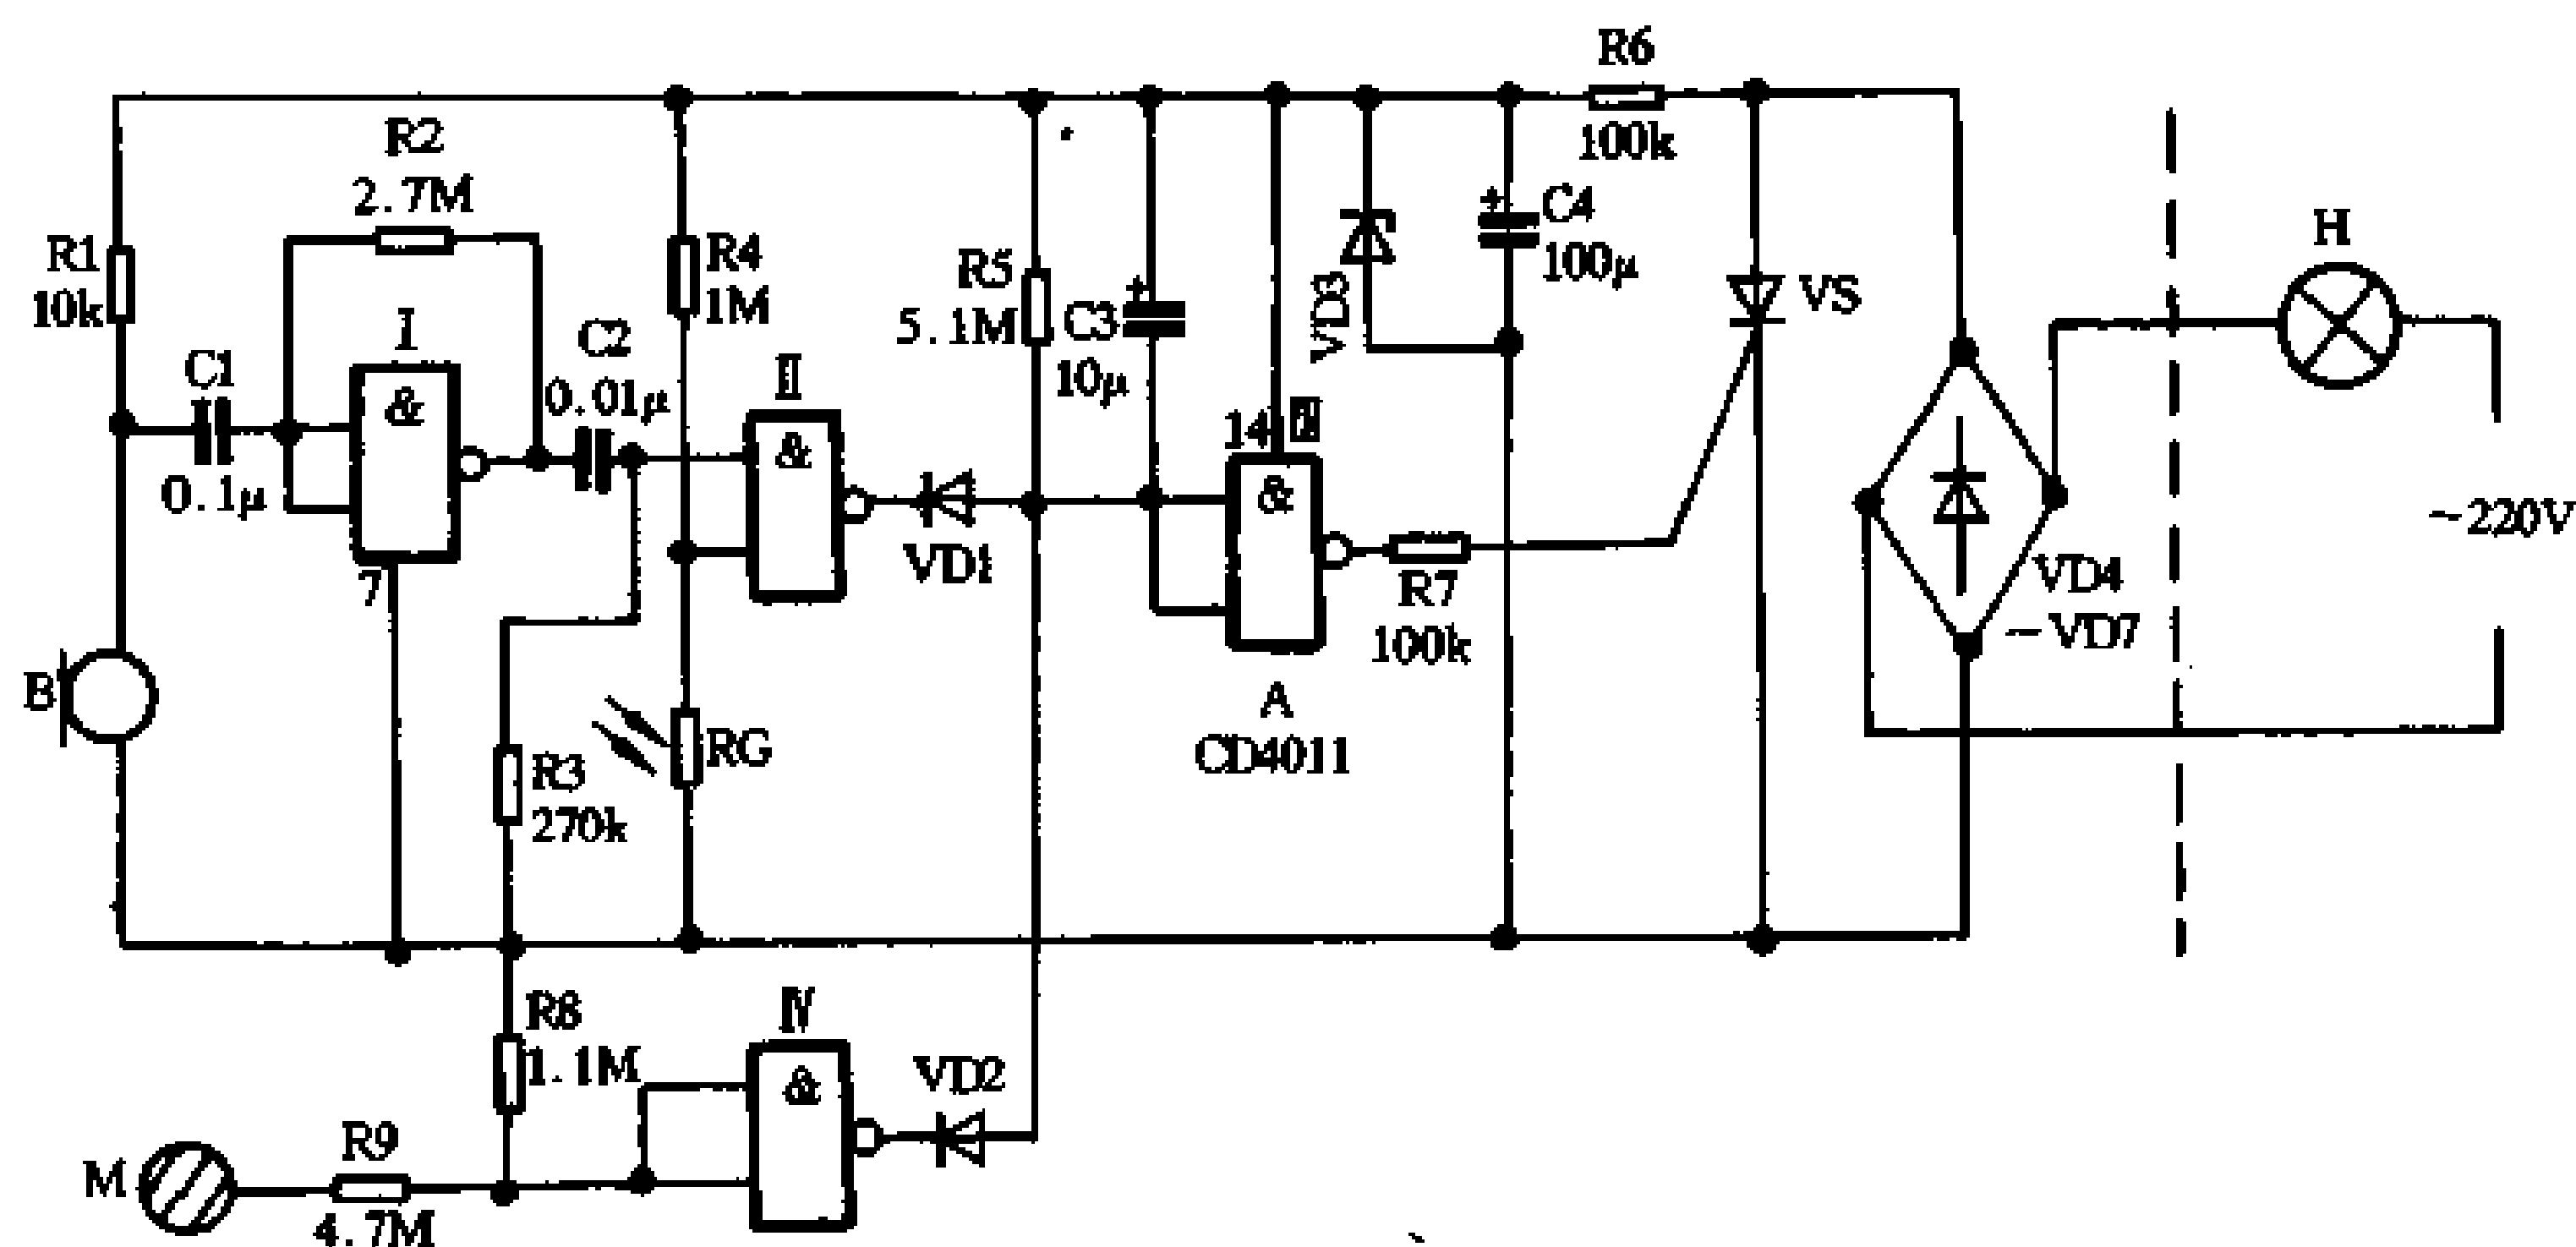 R6
100k
R2
2.7M
R1
10k
R4
1M
R5
5.1M
C3
10μ
VD3
C4
100μ
VS
H
I
&
C1
0.1μ
C2
0.01μ
II
&
VD1
14
&
7
R7
100k
~220V
VD4
~VD7
B
RG
A
CD4011
R3
270k
R8
1.1M
IV
&
VD2
M
R9
4.7M